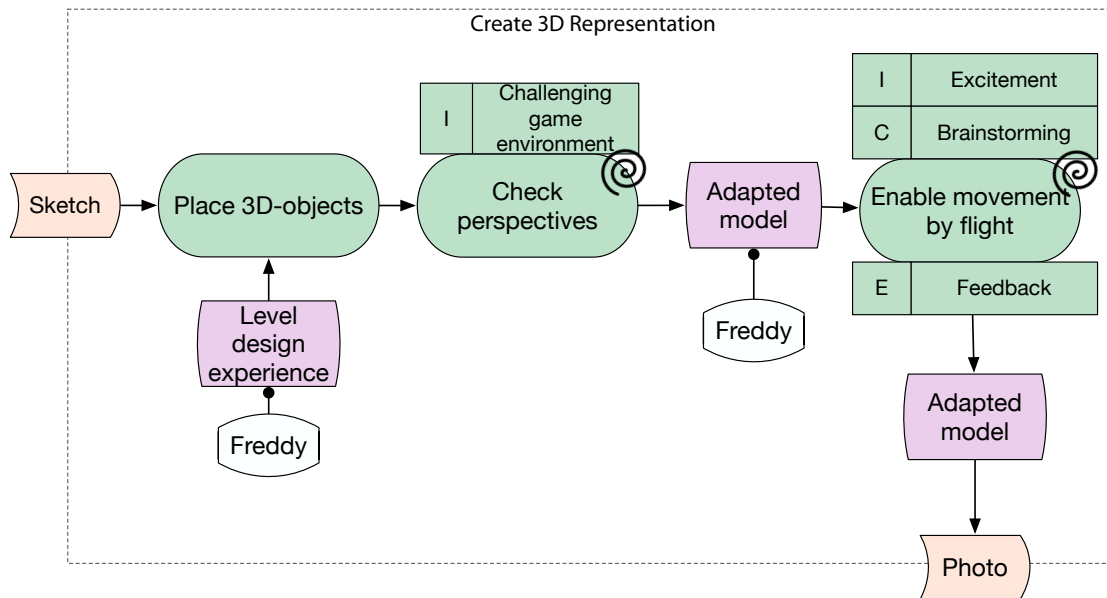 Create 3D Representation
I
Excitement
I
Challenging
game
environment
C
Brainstorming
Sketch
Place 3D-objects
Check
perspectives
Adapted
model
Enable movement
by flight
E
Feedback
Level
design
experience
Freddy
Freddy
Adapted
model
Photo